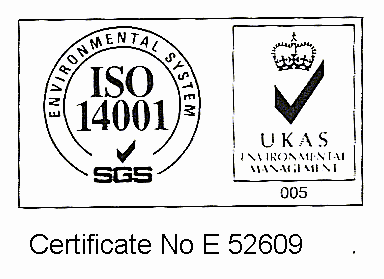 ENVIRONMENTAL SYSTEM
ISO
14001
SGS
UKAS
ENVIRONMENTAL
MANAGEMENT
005
Certificate No E 52609 .